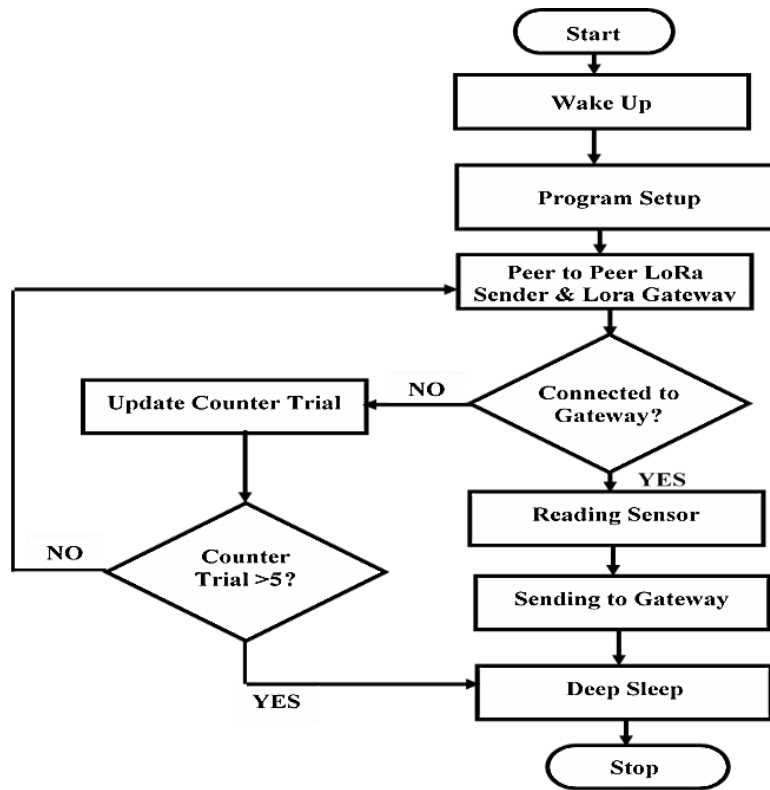 Start
Wake Up
Program Setup
Peer to Peer LoRa
Sender & Lora Gateway
NO
Connected to
Gateway?
Update Counter Trial
YES
Reading Sensor
NO
Counter
Trial >5?
Sending to Gateway
YES
Deep Sleep
Stop